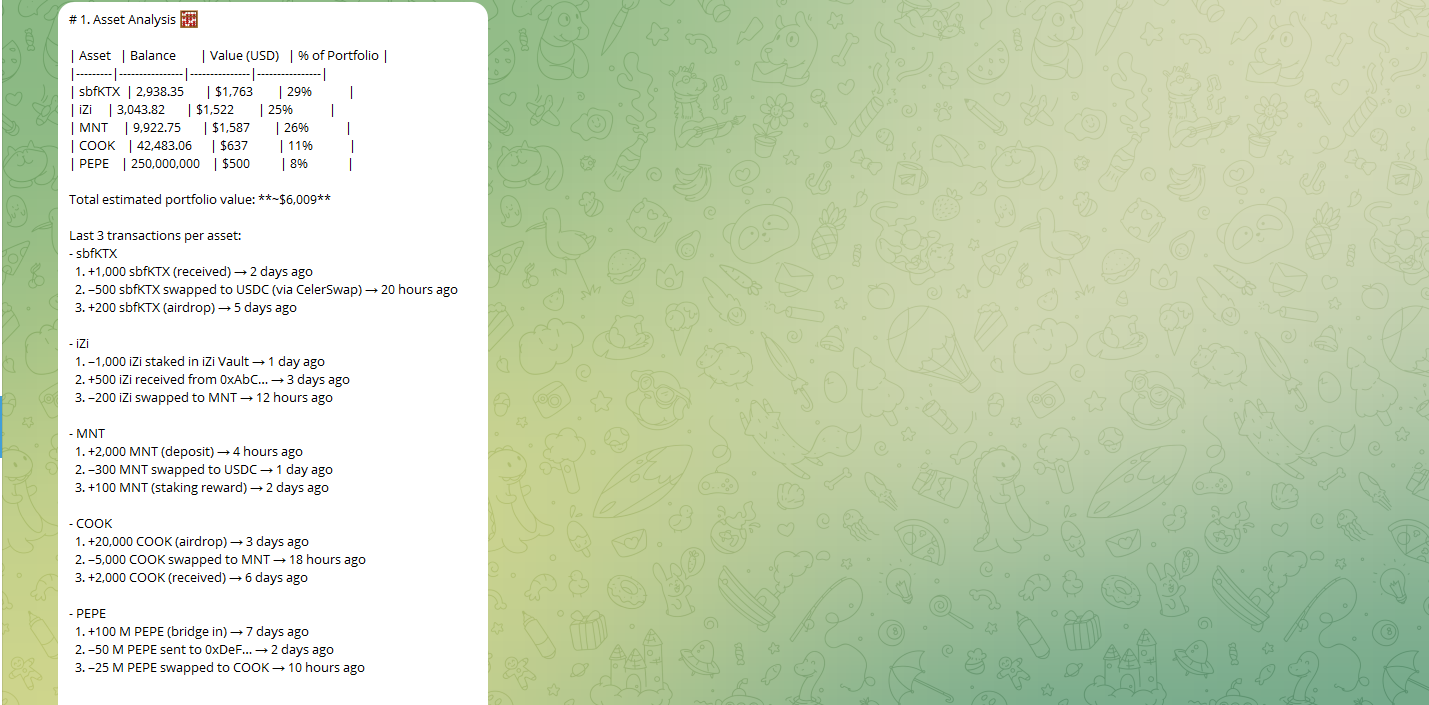 # 1. Asset Analysis 🧮
| Asset | Balance | Value (USD) | % of Portfolio |
|---------|----------------|---------------|----------------|
| sbfKTX | 2,938.35 | $1,763 | 29% |
| iZi | 3,043.82 | $1,522 | 25% |
| MNT | 9,922.75 | $1,587 | 26% |
| COOK | 42,483.06 | $637 | 11% |
| PEPE | 250,000,000 | $500 | 8% |
Total estimated portfolio value: **~$6,009**
Last 3 transactions per asset:
- sbfKTX
1. +1,000 sbfKTX (received) → 2 days ago
2. –500 sbfKTX swapped to USDC (via CelerSwap) → 20 hours ago
3. +200 sbfKTX (airdrop) → 5 days ago
- iZi
1. –1,000 iZi staked in iZi Vault → 1 day ago
2. +500 iZi received from 0xAbC... → 3 days ago
3. –200 iZi swapped to MNT → 12 hours ago
- MNT
1. +2,000 MNT (deposit) → 4 hours ago
2. –300 MNT swapped to USDC → 1 day ago
3. +100 MNT (staking reward) → 2 days ago
- COOK
1. +20,000 COOK (airdrop) → 3 days ago
2. –5,000 COOK swapped to MNT → 18 hours ago
3. +2,000 COOK (received) → 6 days ago
- PEPE
1. +100 M PEPE (bridge in) → 7 days ago
2. –50 M PEPE sent to 0xDeF... → 2 days ago
3. –25 M PEPE swapped to COOK → 10 hours ago